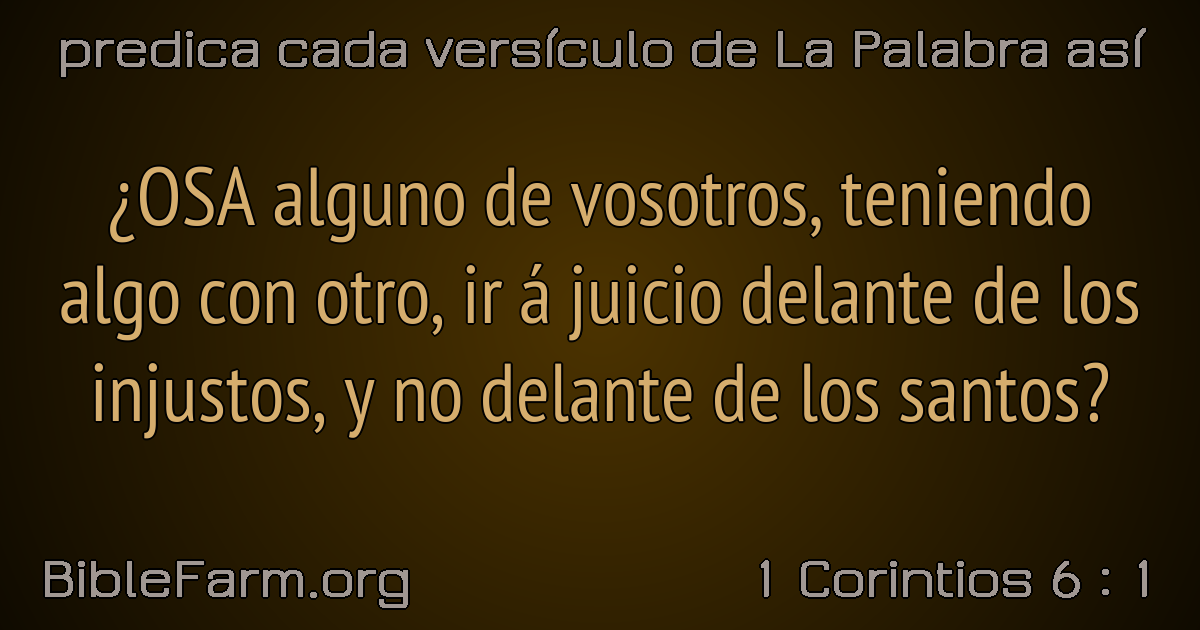 predica cada versículo de La Palabra así
¿OSA alguno de vosotros, teniendo
algo con otro, ir á juicio delante de los
injustos, y no delante de los santos?
BibleFarm.org
1 Corintios 6 : 1